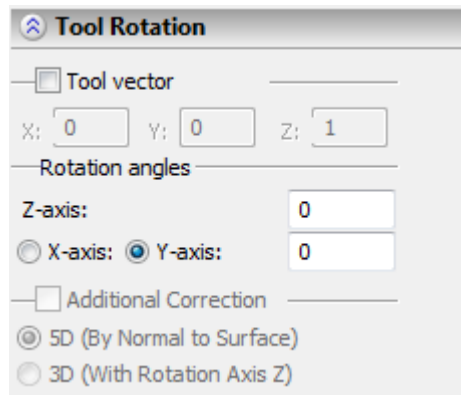 Tool Rotation
Tool vector
X: 0 Y: 0 Z: 1
Rotation angles
Z-axis: 0
X-axis: Y-axis: 0
Additional Correction
5D (By Normal to Surface)
3D (With Rotation Axis Z)